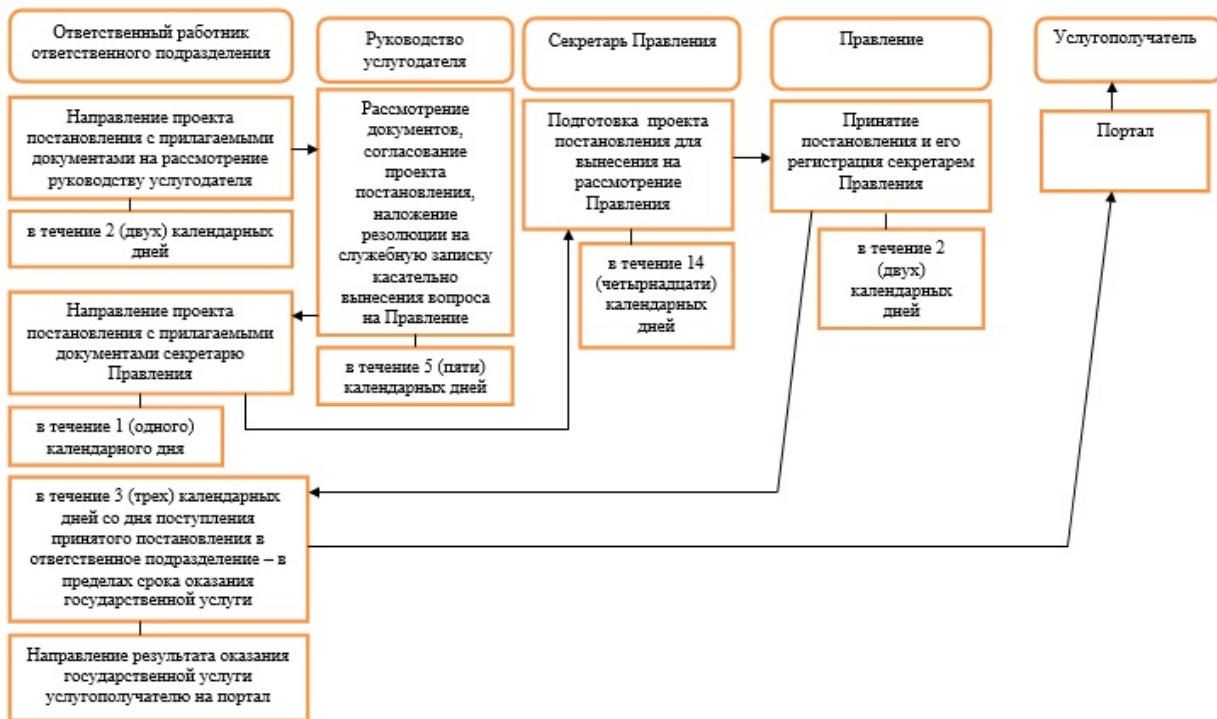 Ответственный работник
ответственного подразделения
Руководство
услугодателя
Секретарь Правления
Правление
Услугополучатель
Направление проекта
постановления с прилагаемыми
документами на рассмотрение
руководству услугодателя
в течение 2 (двух) календарных
дней
Рассмотрение
документов,
согласование
проекта
постановления,
наложение
резолюции на
служебную записку
касательно
вынесения вопроса
на Правление
в течение 5 (пяти)
календарных дней
Направление проекта
постановления с прилагаемыми
документами секретарю
Правления
в течение 1 (одного)
календарного дня
Подготовка проекта
постановления для
вынесения на
рассмотрение
Правления
в течение 14
(четырнадцати)
календарных
дней
Принятие
постановления и его
регистрация секретарем
Правления
в течение 2
(двух)
календарных
дней
Портал
в течение 3 (трех) календарных
дней со дня поступления
принятого постановления в
ответственное подразделение – в
пределах срока оказания
государственной услуги
Направление результата оказания
государственной услуги
услугополучателю на портал